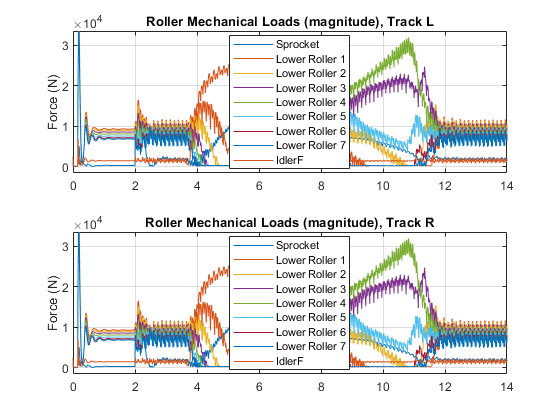 Roller Mechanical Loads (magnitude), Track L
×10⁴
Force (N)
3
2
1
0
Sprocket
Lower Roller 1
Lower Roller 2
Lower Roller 3
Lower Roller 4
Lower Roller 5
Lower Roller 6
Lower Roller 7
IdlerF
0 2 4 6 8 10 12 14
Roller Mechanical Loads (magnitude), Track R
×10⁴
Force (N)
3
2
1
0
Sprocket
Lower Roller 1
Lower Roller 2
Lower Roller 3
Lower Roller 4
Lower Roller 5
Lower Roller 6
Lower Roller 7
IdlerF
0 2 4 6 8 10 12 14